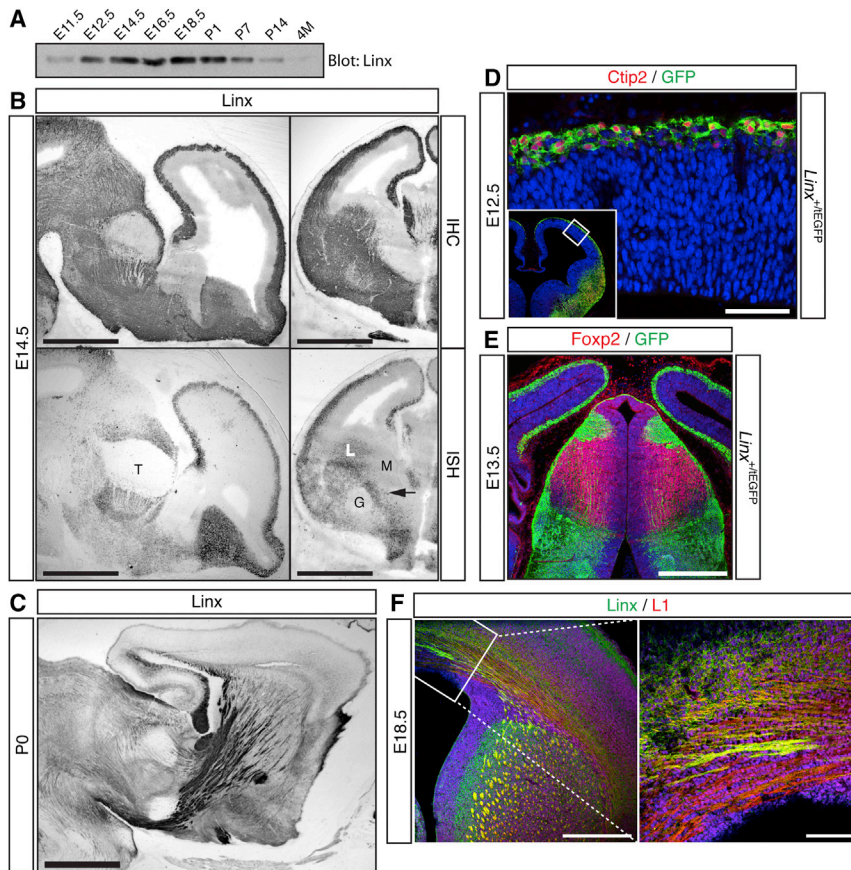 A
E11.5 E12.5 E14.5 E16.5 E18.5 P1 P7 P14 4M
Blot: Linx
B
Linx
E14.5
IHC
ISH
T
L
M
G
C
Linx
P0
D
Ctip2 / GFP
E12.5
Linx+/tEGFP
E
Foxp2 / GFP
E13.5
Linx+/tEGFP
F
Linx / L1
E18.5